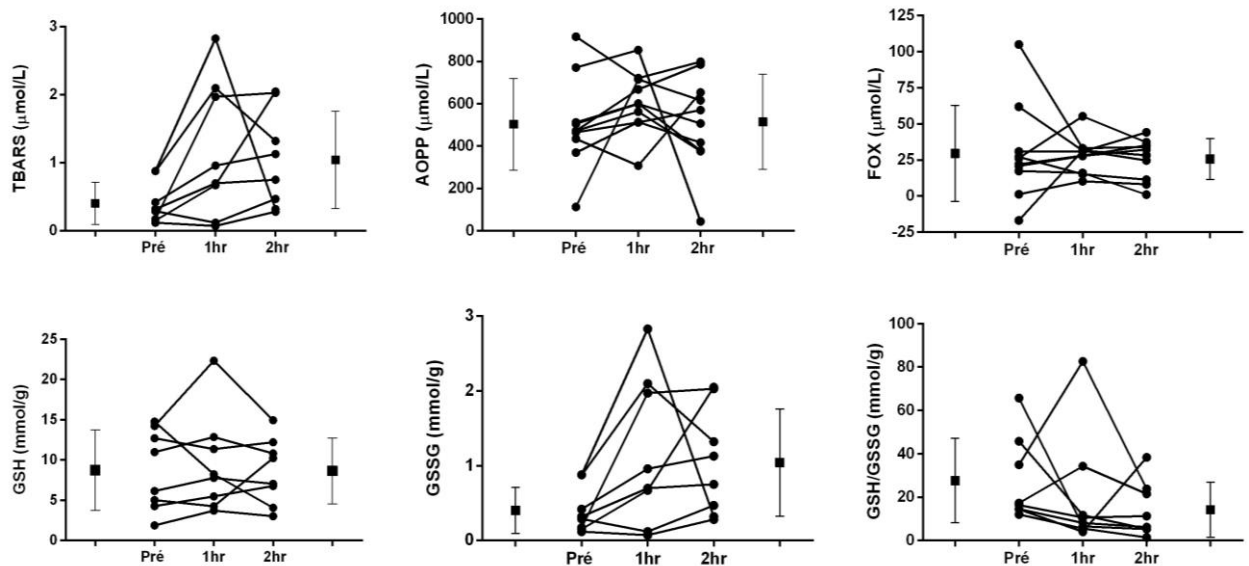 TBARS (μmol/L)
3
2
1
0
Pré 1hr 2hr
AOPP (μmol/L)
1000
800
600
400
200
0
Pré 1hr 2hr
FOX (μmol/L)
125
100
75
50
25
0
-25
Pré 1hr 2hr
GSH (mmol/g)
25
20
15
10
5
0
Pré 1hr 2hr
GSSG (mmol/g)
3
2
1
0
Pré 1hr 2hr
GSH/GSSG (mmol/g)
100
80
60
40
20
0
Pré 1hr 2hr